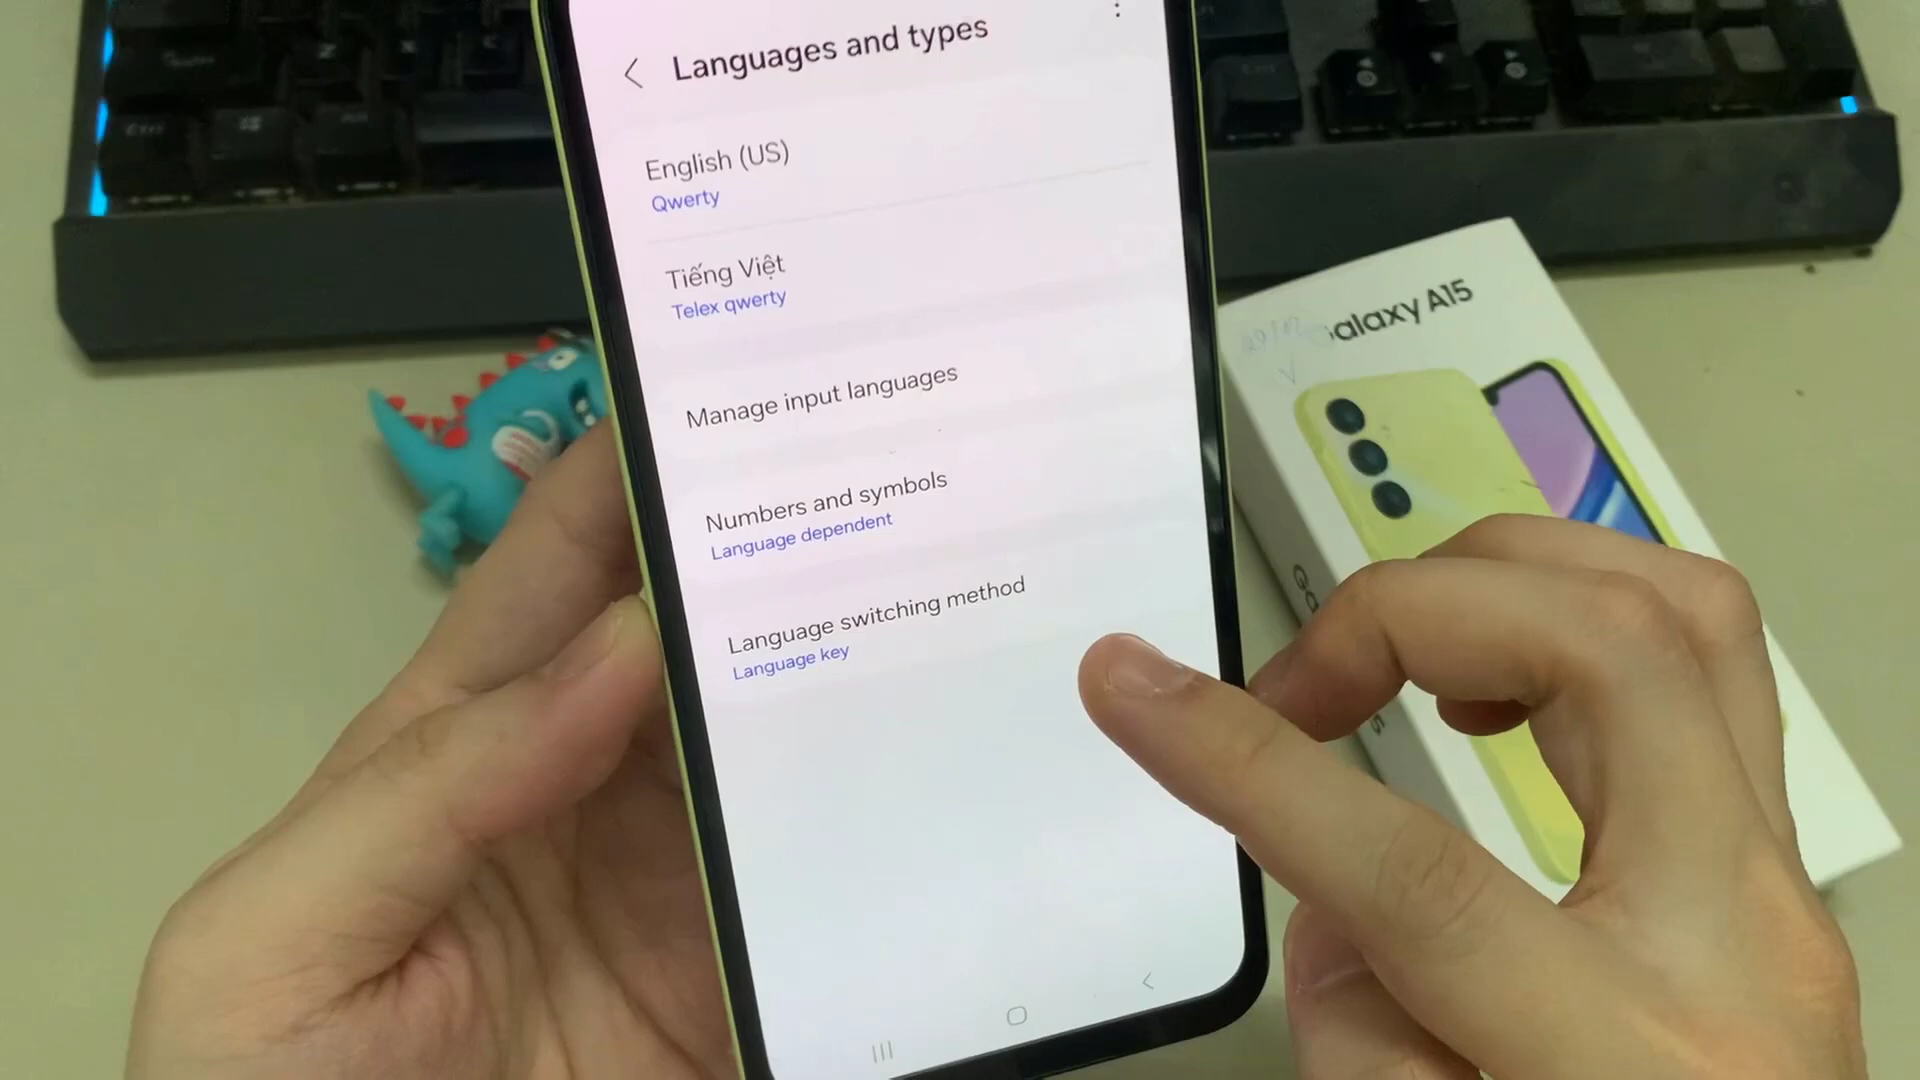 Languages and types
English (US)
Qwerty
Tiếng Việt
Telex qwerty
Manage input languages
Numbers and symbols
Language dependent
Language switching method
Language key
Galaxy A15
Ctrl